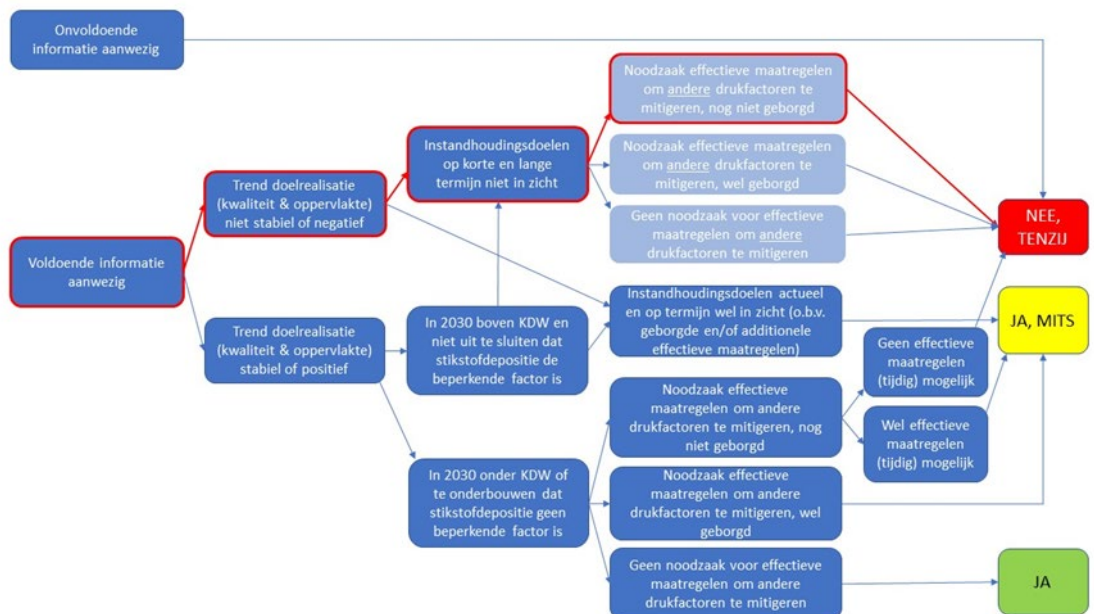 Onvoldoende
informatie aanwezig
Noodzaak effectieve maatregelen
om andere drukfactoren te
mitigeren, nog niet geborgd
Instandhoudingsdoelen
op korte en lange
termijn niet in zicht
Noodzaak effectieve maatregelen
om andere drukfactoren te
mitigeren, wel geborgd
Trend doelrealisatie
(kwaliteit & oppervlakte)
niet stabiel of negatief
Geen noodzaak voor effectieve
maatregelen om andere
drukfactoren te mitigeren
NEE,
TENZIJ
Voldoende informatie
aanwezig
Trend doelrealisatie
(kwaliteit & oppervlakte)
stabiel of positief
In 2030 boven KDW en
niet uit te sluiten dat
stikstofdepositie de
beperkende factor is
Instandhoudingsdoelen actueel
en op termijn wel in zicht (o.b.v.
geborgde en/of additionele
effectieve maatregelen)
JA, MITS
Geen effectieve
maatregelen
(tijdig) mogelijk
Noodzaak effectieve
maatregelen om andere
drukfactoren te mitigeren, nog
niet geborgd
Wel effectieve
maatregelen
(tijdig) mogelijk
In 2030 onder KDW of
te onderbouwen dat
stikstofdepositie geen
beperkende factor is
Noodzaak effectieve
maatregelen om andere
drukfactoren te mitigeren, wel
geborgd
Geen noodzaak voor effectieve
maatregelen om andere
drukfactoren te mitigeren
JA